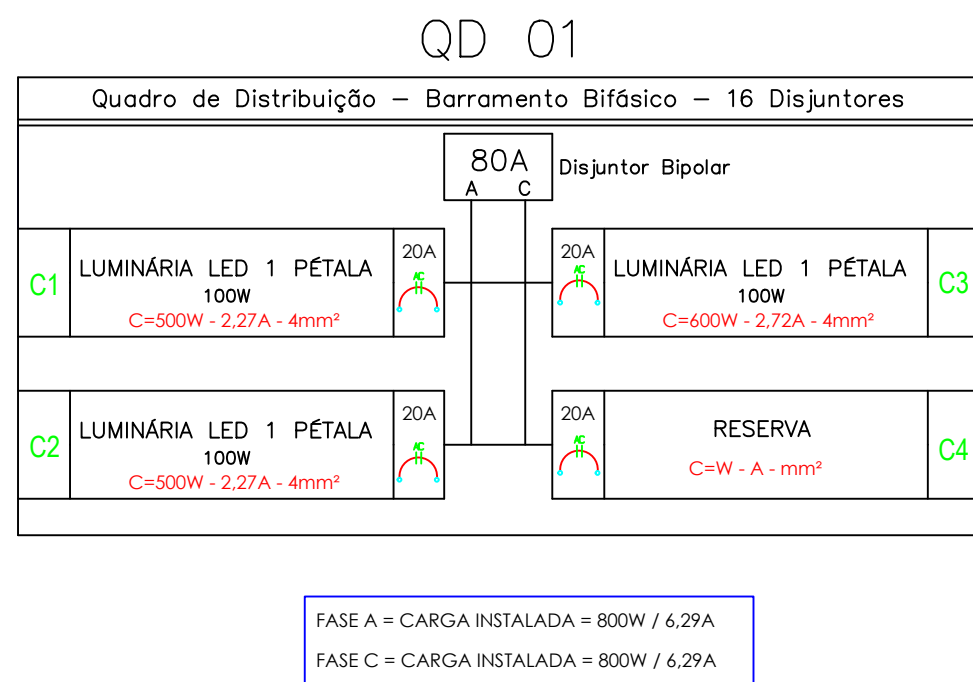 QD 01
Quadro de Distribuição – Barramento Bifásico – 16 Disjuntores
80A
A C
Disjuntor Bipolar
C1
LUMINÁRIA LED 1 PÉTALA
100W
C=500W - 2,27A - 4mm²
20A
AC
20A
AC
LUMINÁRIA LED 1 PÉTALA
100W
C=600W - 2,72A - 4mm²
C3
C2
LUMINÁRIA LED 1 PÉTALA
100W
C=500W - 2,27A - 4mm²
20A
AC
20A
AC
RESERVA
C=W - A - mm²
C4
FASE A = CARGA INSTALADA = 800W / 6,29A
FASE C = CARGA INSTALADA = 800W / 6,29A